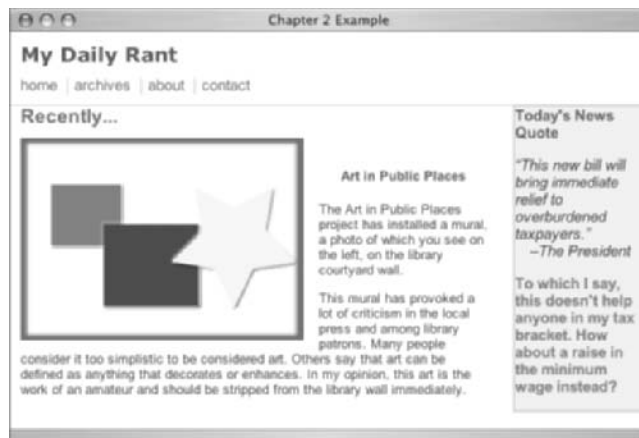 Chapter 2 Example
My Daily Rant
home archives about contact
Recently...
Art in Public Places
The Art in Public Places
project has installed a mural,
a photo of which you see on
the left, on the library
courtyard wall.
This mural has provoked a
lot of criticism in the local
press and among library
patrons. Many people
consider it too simplistic to be considered art. Others say that art can be
defined as anything that decorates or enhances. In my opinion, this art is the
work of an amateur and should be stripped from the library wall immediately.
Today's News
Quote
"This new bill will
bring immediate
relief to
overburdened
taxpayers."
–The President
To which I say,
this doesn't help
anyone in my tax
bracket. How
about a raise in
the minimum
wage instead?